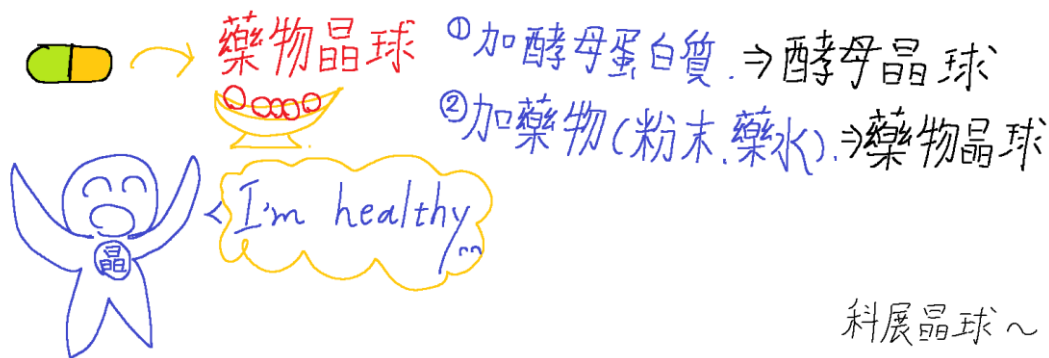 藥物晶球
①加酵母蛋白質.⇒酵母晶球
②加藥物(粉末.藥水).⇒藥物晶球
I'm healthy
晶
科展晶球～